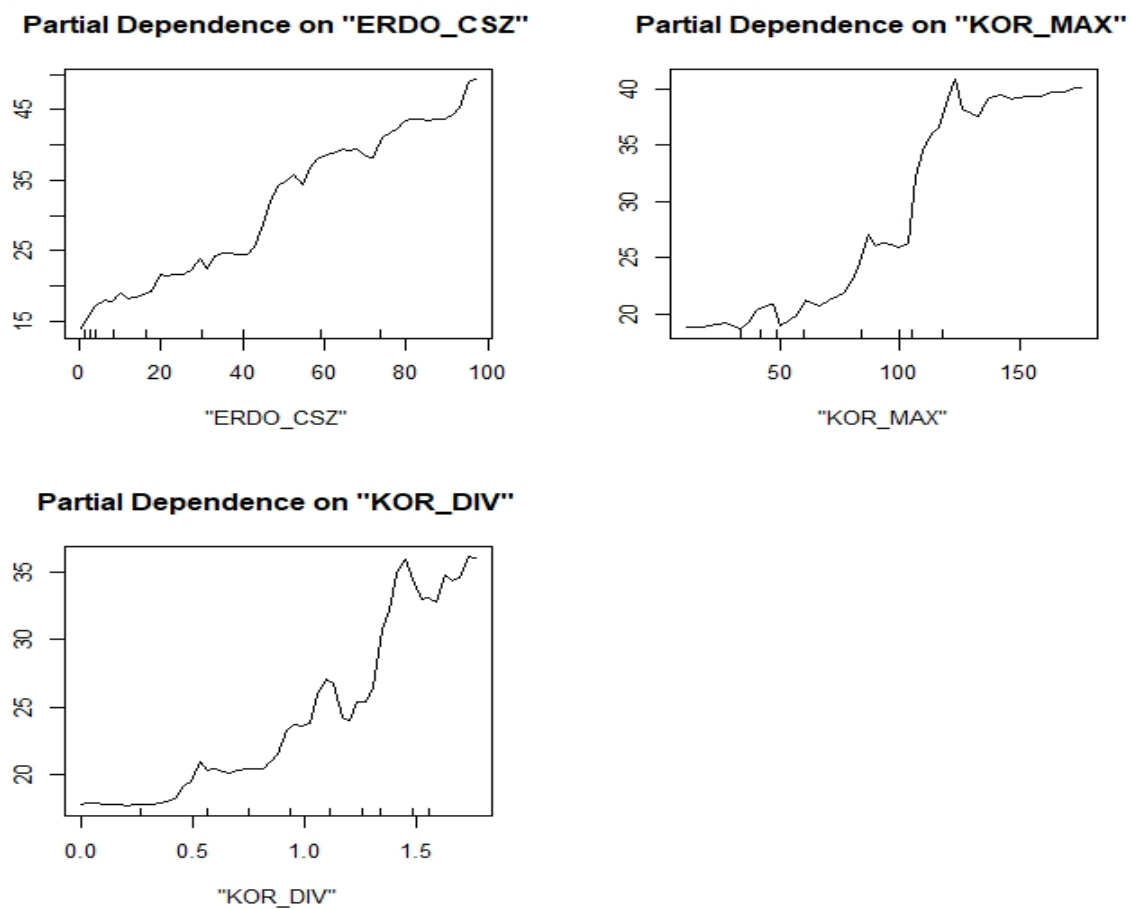 Partial Dependence on "ERDO_CSZ"
45
35
25
15
0 20 40 60 80 100
"ERDO_CSZ"
Partial Dependence on "KOR_MAX"
40
35
30
25
20
50 100 150
"KOR_MAX"
Partial Dependence on "KOR_DIV"
35
30
25
20
0.0 0.5 1.0 1.5
"KOR_DIV"